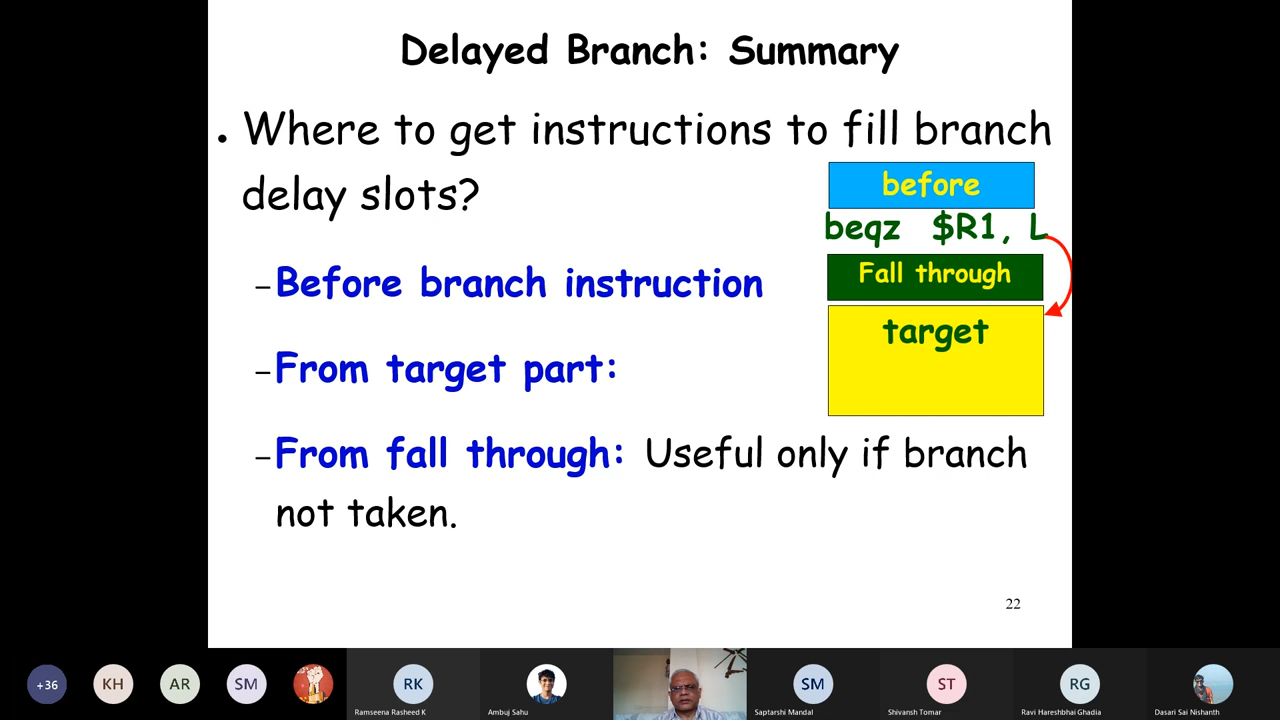 Delayed Branch: Summary
• Where to get instructions to fill branch
delay slots?
before
beqz $R1, L
Fall through
target
–Before branch instruction
–From target part:
–From fall through: Useful only if branch
not taken.
22
+36
KH
AR
SM
RK
Ramseena Rasheed K
Ambuj Sahu
SM
Saptarshi Mandal
ST
Shivansh Tomar
RG
Ravi Hareshbhai Ghadia
Dasari Sai Nishanth